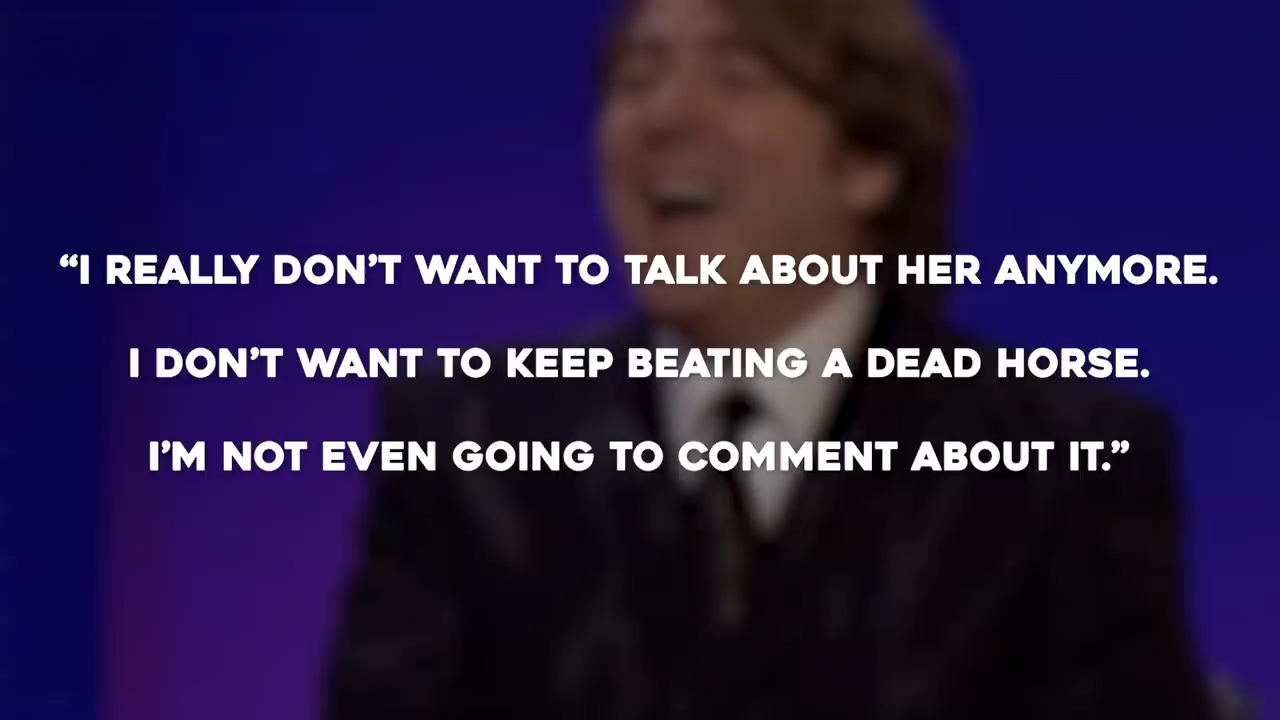 “I REALLY DON’T WANT TO TALK ABOUT HER ANYMORE.
I DON’T WANT TO KEEP BEATING A DEAD HORSE.
I’M NOT EVEN GOING TO COMMENT ABOUT IT.”